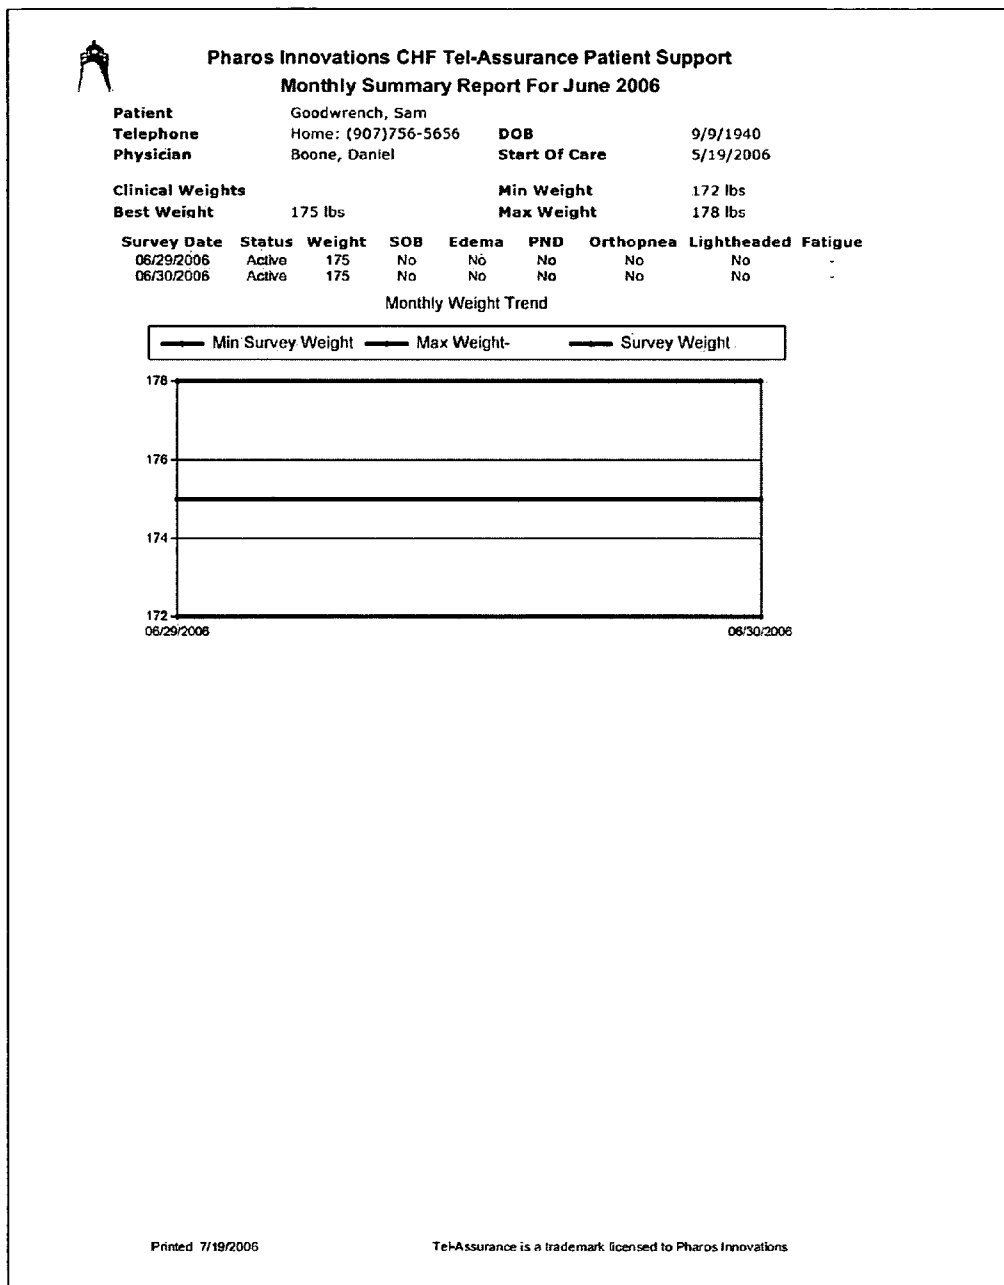 Pharos Innovations CHF Tel-Assurance Patient Support
Monthly Summary Report For June 2006
Patient Goodwrench, Sam
Telephone Home: (907)756-5656 DOB 9/9/1940
Physician Boone, Daniel Start Of Care 5/19/2006
Clinical Weights Min Weight 172 lbs
Best Weight 175 lbs Max Weight 178 lbs
Survey Date Status Weight SOB Edema PND Orthopnea Lightheaded Fatigue
06/29/2006 Active 175 No No No No No -
06/30/2006 Active 175 No No No No No -
Monthly Weight Trend
Min Survey Weight Max Weight- Survey Weight
178
176
174
172
06/29/2006 06/30/2006
Printed 7/19/2006 Tel-Assurance is a trademark licensed to Pharos Innovations